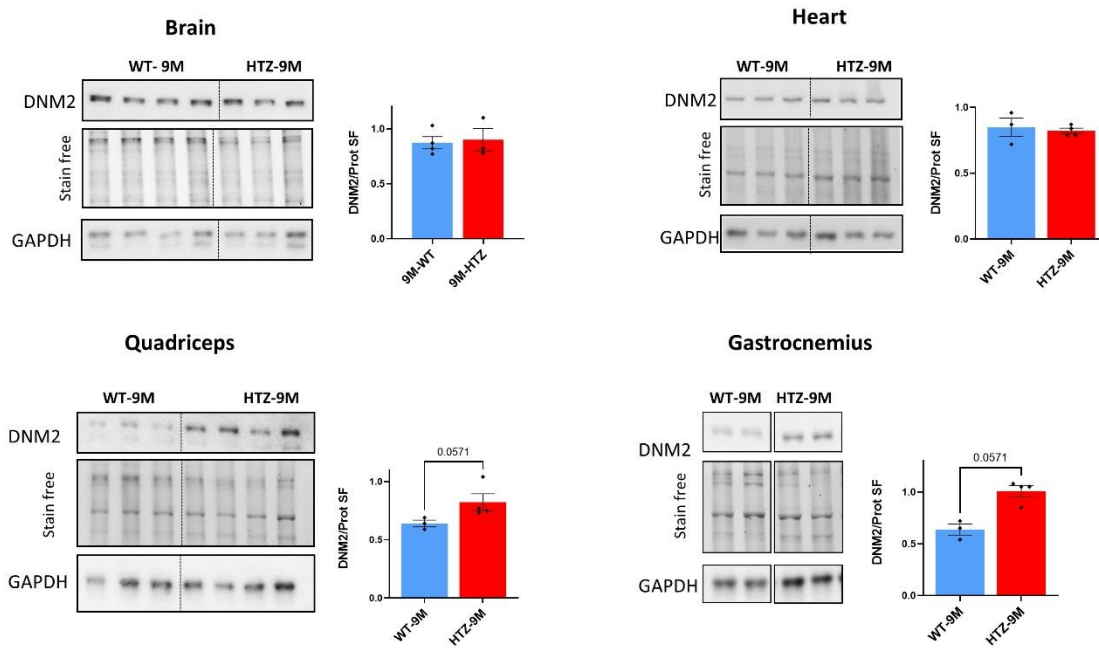 Brain
WT- 9M HTZ-9M
DNM2
Stain free
GAPDH
DNM2/Prot SF
1.0
0.5
0.0
9M-WT
9M-HTZ
Heart
WT-9M HTZ-9M
DNM2
Stain free
GAPDH
DNM2/Prot SF
1.0
0.5
0.0
WT-9M
HTZ-9M
Quadriceps
WT-9M HTZ-9M
DNM2
Stain free
GAPDH
DNM2/Prot SF
0.0571
1.0
0.5
0.0
WT-9M
HTZ-9M
Gastrocnemius
WT-9M HTZ-9M
DNM2
Stain free
GAPDH
DNM2/Prot SF
0.0571
1.0
0.5
0.0
WT-9M
HTZ-9M